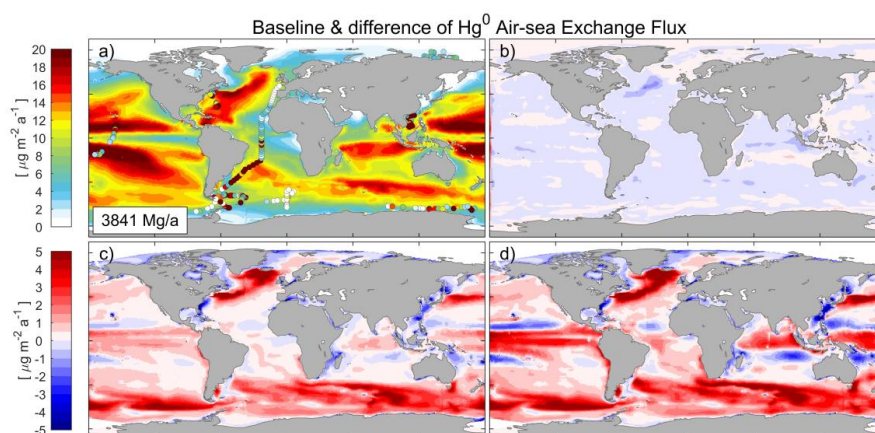 Baseline & difference of Hg⁰ Air-sea Exchange Flux
a)
b)
20
18
16
14
12
10
8
6
4
2
0
[ μg m⁻² a⁻¹ ]
3841 Mg/a
c)
d)
5
4
3
2
1
0
-1
-2
-3
-4
-5
[ μg m⁻² a⁻¹ ]